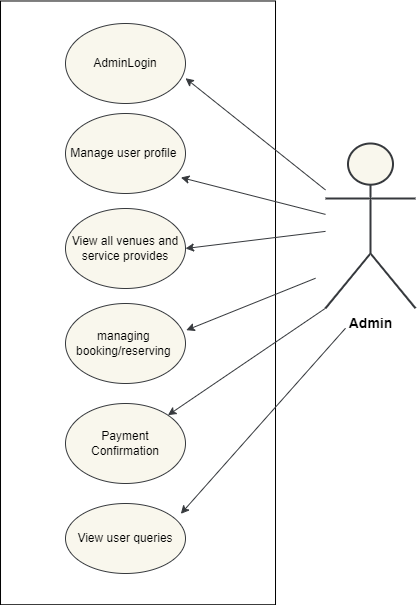 AdminLogin
Manage user profile
View all venues and
service provides
managing
booking/reserving
Admin
Payment
Confirmation
View user queries